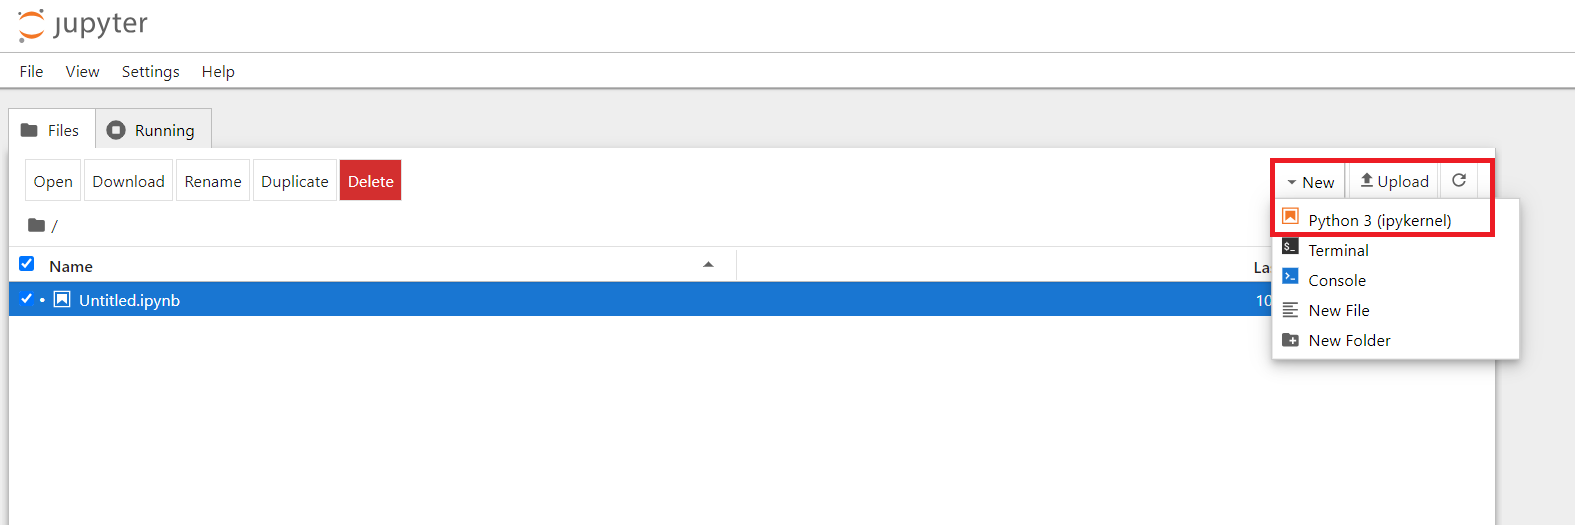 jupyter
File View Settings Help
Files Running
Open Download Rename Duplicate Delete New Upload
/
Python 3 (ipykernel)
$_ Terminal
Name La
>_ Console
Untitled.ipynb 10
New File
New Folder